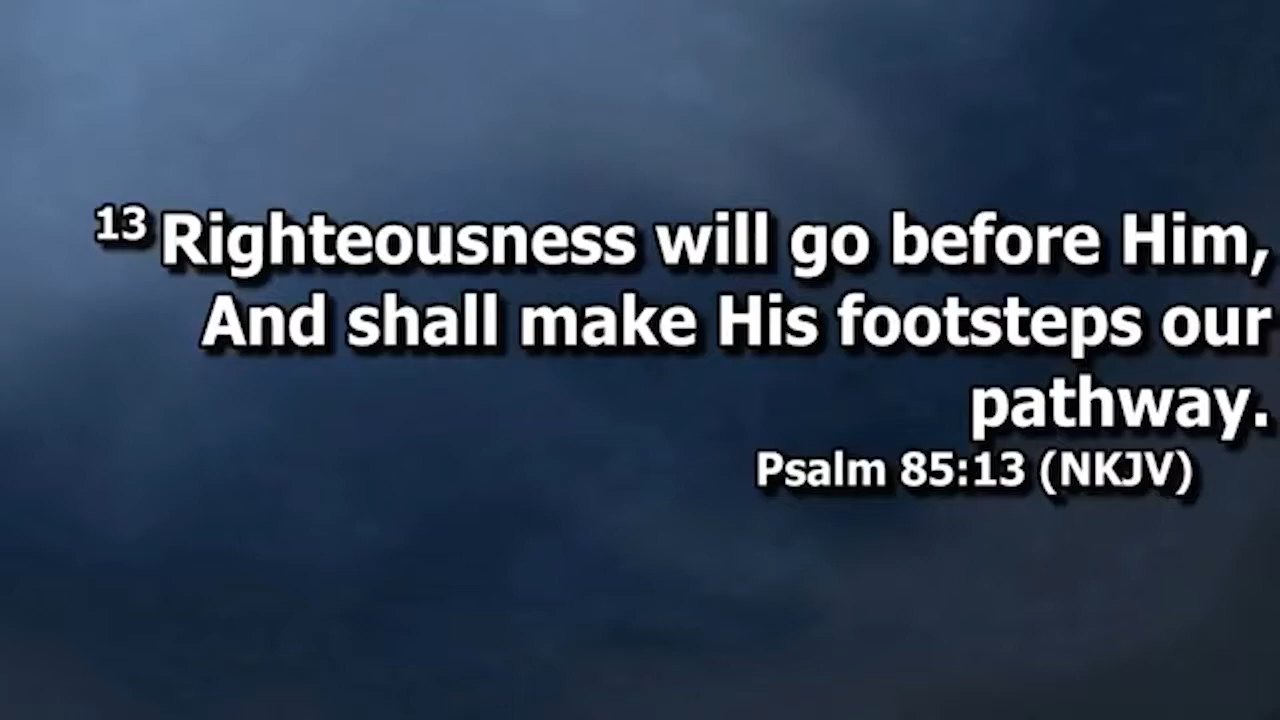 13 Righteousness will go before Him,
And shall make His footsteps our
pathway.
Psalm 85:13 (NKJV)